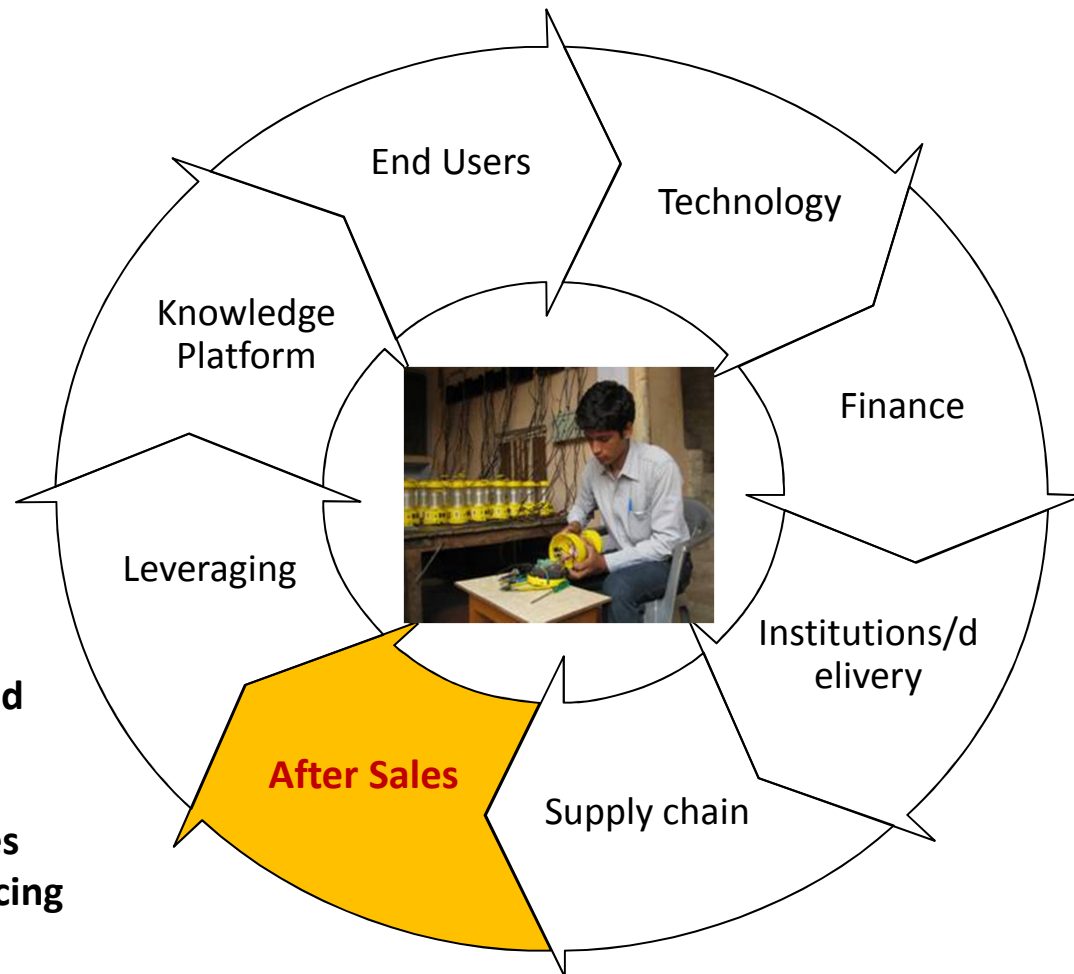 End Users
Technology
Knowledge
Platform
Finance
Leveraging
Institutions/d
elivery
After Sales
Supply chain